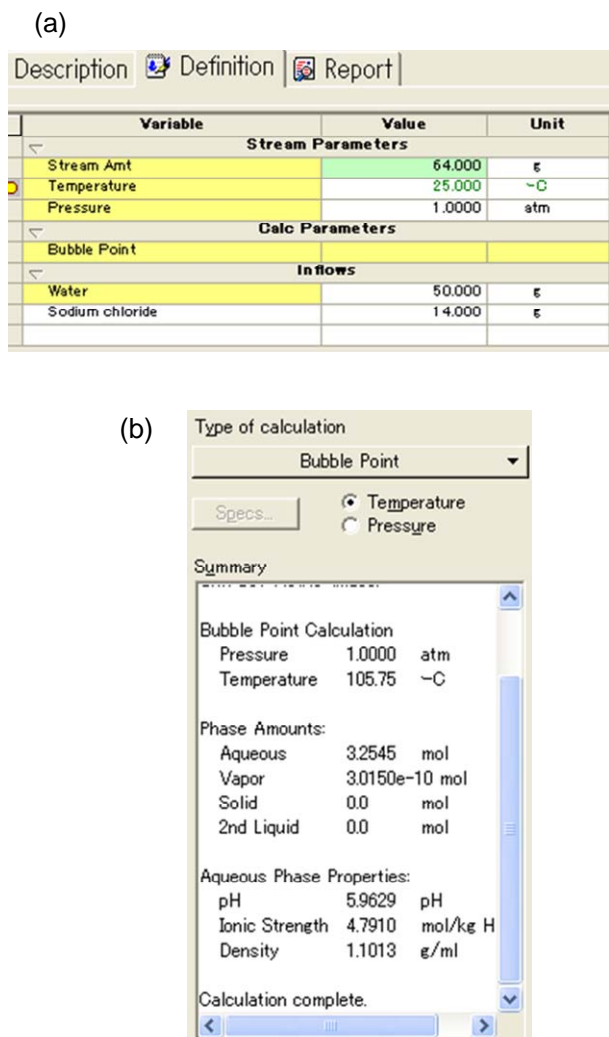 (a)
Description Definition Report
Variable Value Unit
Stream Parameters
Stream Amt 64.000 g
Temperature 25.000 ~C
Pressure 1.0000 atm
Calc Parameters
Bubble Point
Inflows
Water 50.000 g
Sodium chloride 14.000 g
(b)
Type of calculation
Bubble Point
Specs... Temperature
Pressure
Summary
Bubble Point Calculation
Pressure 1.0000 atm
Temperature 105.75 ~C
Phase Amounts:
Aqueous 3.2545 mol
Vapor 3.0150e-10 mol
Solid 0.0 mol
2nd Liquid 0.0 mol
Aqueous Phase Properties:
pH 5.9629 pH
Ionic Strength 4.7910 mol/kg H
Density 1.1013 g/ml
Calculation complete.